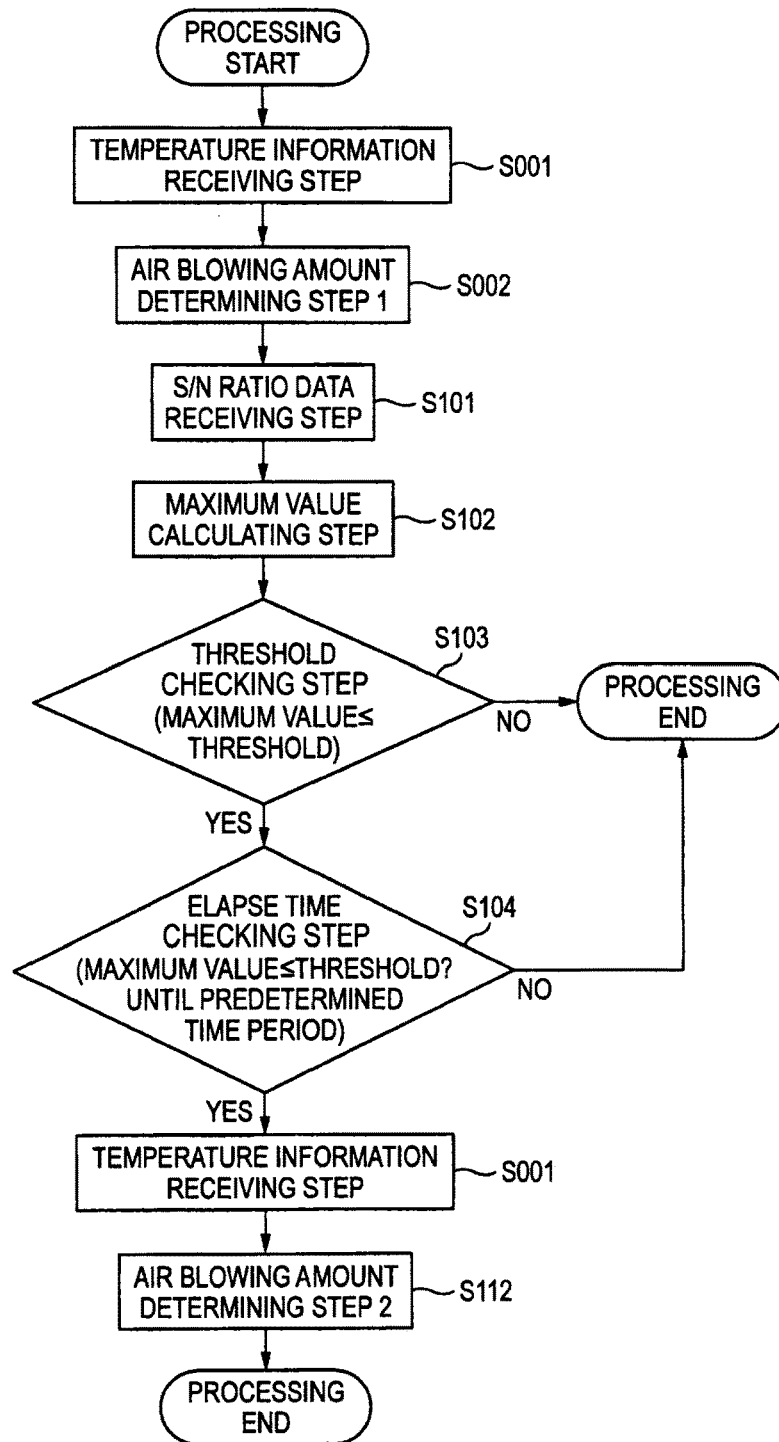 PROCESSING
START
TEMPERATURE INFORMATION
RECEIVING STEP
S001
AIR BLOWING AMOUNT
DETERMINING STEP 1
S002
S/N RATIO DATA
RECEIVING STEP
S101
MAXIMUM VALUE
CALCULATING STEP
S102
THRESHOLD
CHECKING STEP
(MAXIMUM VALUE≤
THRESHOLD)
S103
NO
PROCESSING
END
YES
ELAPSE TIME
CHECKING STEP
(MAXIMUM VALUE≤THRESHOLD?
UNTIL PREDETERMINED
TIME PERIOD)
S104
NO
YES
TEMPERATURE INFORMATION
RECEIVING STEP
S001
AIR BLOWING AMOUNT
DETERMINING STEP 2
S112
PROCESSING
END